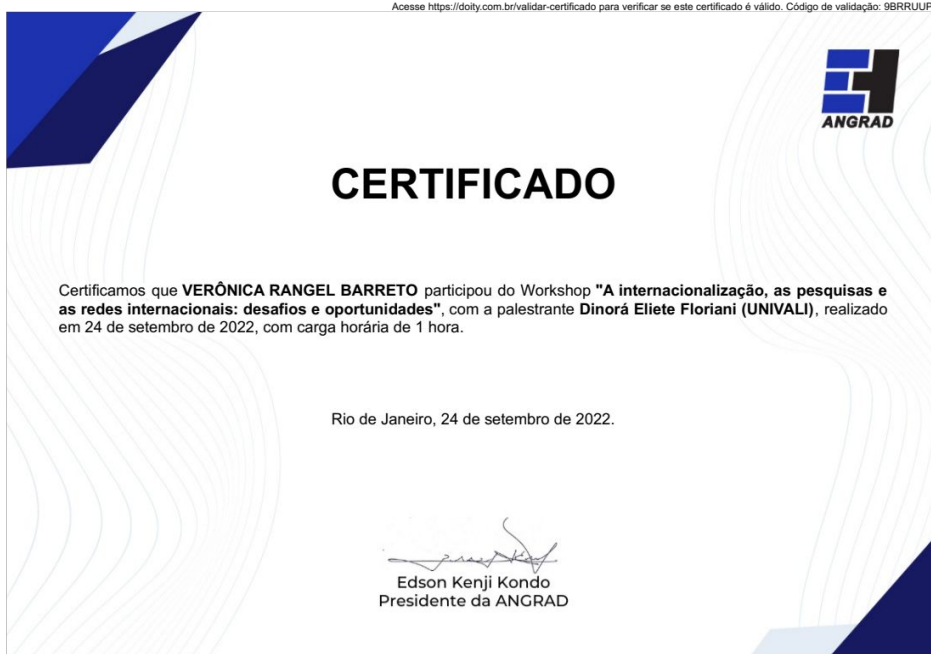 Acesse https://doity.com.br/validar-certificado para verificar se este certificado é válido. Código de validação: 9BRRUUP
ANGRAD
CERTIFICADO
Certificamos que VERÔNICA RANGEL BARRETO participou do Workshop "A internacionalização, as pesquisas e
as redes internacionais: desafios e oportunidades", com a palestrante Dinorá Eliete Floriani (UNIVALI), realizado
em 24 de setembro de 2022, com carga horária de 1 hora.
Rio de Janeiro, 24 de setembro de 2022.
Edson Kenji Kondo
Presidente da ANGRAD